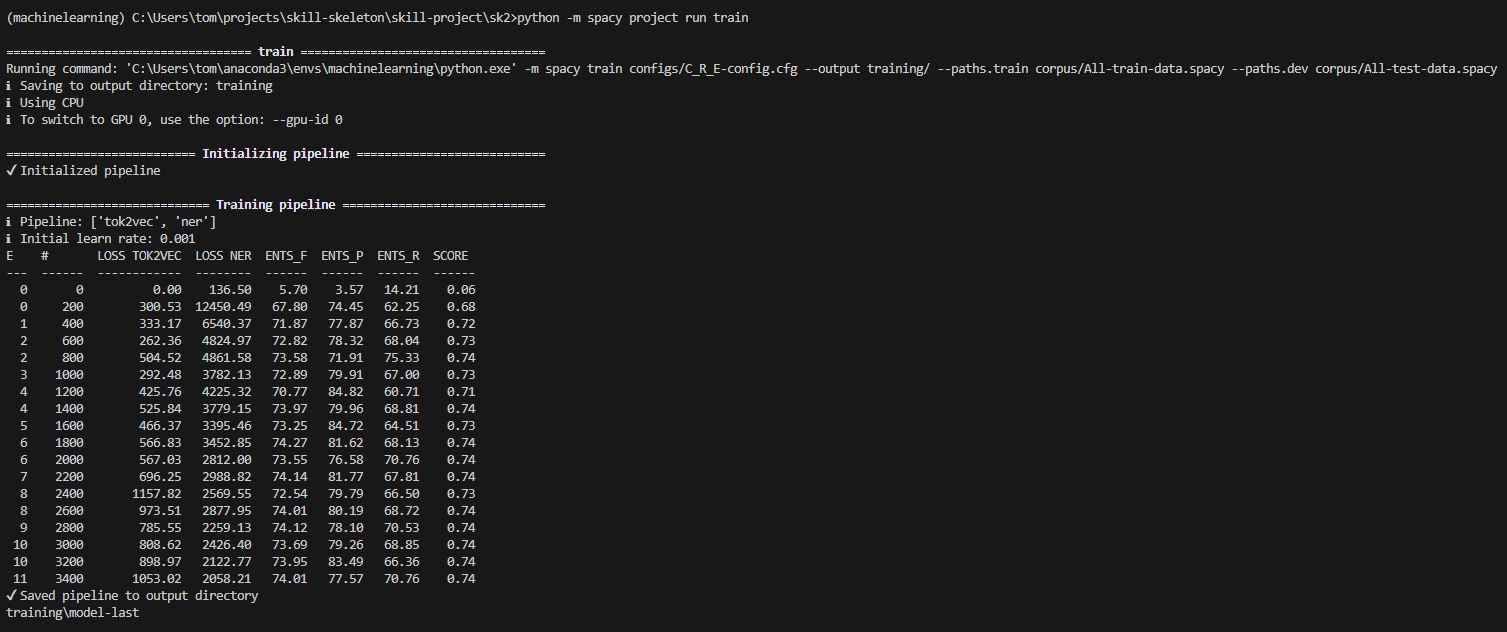 (machinelearning) C:\Users\tom\projects\skill-skeleton\skill-project\sk2>python -m spacy project run train
=================================== train ===================================
Running command: 'C:\Users\tom\anaconda3\envs\machinelearning\python.exe' -m spacy train configs/C_R_E-config.cfg --output training/ --paths.train corpus/All-train-data.spacy --paths.dev corpus/All-test-data.spacy
ℹ Saving to output directory: training
ℹ Using CPU
ℹ To switch to GPU 0, use the option: --gpu-id 0
=========================== Initializing pipeline ===========================
✔ Initialized pipeline
============================= Training pipeline =============================
ℹ Pipeline: ['tok2vec', 'ner']
ℹ Initial learn rate: 0.001
E    #       LOSS TOK2VEC  LOSS NER  ENTS_F  ENTS_P  ENTS_R  SCORE
---  ------  ------------  --------  ------  ------  ------  ------
  0       0          0.00    136.50    5.70    3.57   14.21    0.06
  0     200        300.53  12450.49   67.80   74.45   62.25    0.68
  1     400        333.17   6540.37   71.87   77.87   66.73    0.72
  2     600        262.36   4824.97   72.82   78.32   68.04    0.73
  2     800        504.52   4861.58   73.58   71.91   75.33    0.74
  3    1000        292.48   3782.13   72.89   79.91   67.00    0.73
  4    1200        425.76   4225.32   70.77   84.82   60.71    0.71
  4    1400        525.84   3779.15   73.97   79.96   68.81    0.74
  5    1600        466.37   3395.46   73.25   84.72   64.51    0.73
  6    1800        566.83   3452.85   74.27   81.62   68.13    0.74
  6    2000        567.03   2812.00   73.55   76.58   70.76    0.74
  7    2200        696.25   2988.82   74.14   81.77   67.81    0.74
  8    2400       1157.82   2569.55   72.54   79.79   66.50    0.73
  8    2600        973.51   2877.95   74.01   80.19   68.72    0.74
  9    2800        785.55   2259.13   74.12   78.10   70.53    0.74
 10    3000        808.62   2426.40   73.69   79.26   68.85    0.74
 10    3200        898.97   2122.77   73.95   83.49   66.36    0.74
 11    3400       1053.02   2058.21   74.01   77.57   70.76    0.74
✔ Saved pipeline to output directory
training\model-last